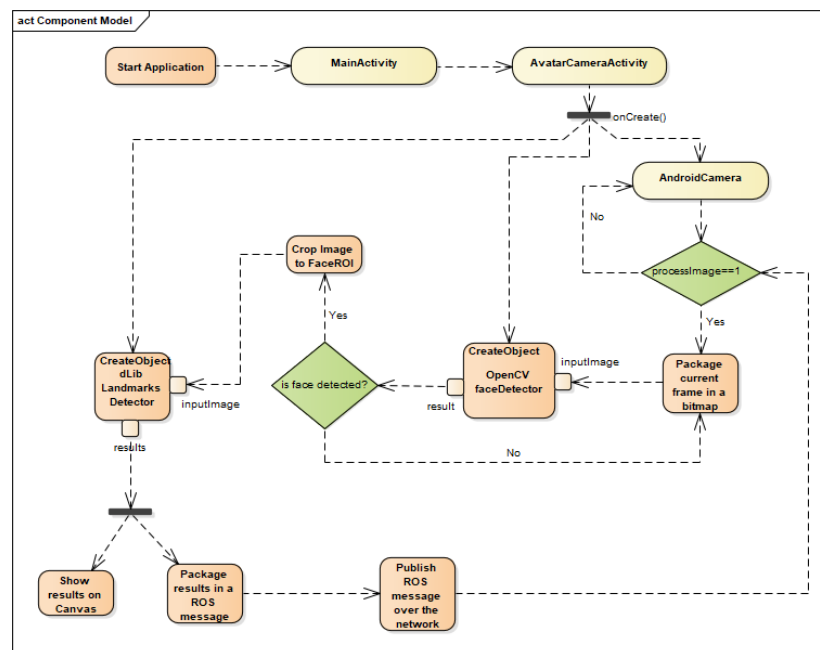 act Component Model
Start Application
MainActivity
AvatarCameraActivity
onCreate()
AndroidCamera
No
processImage==1
Yes
Crop Image
to FaceROI
Yes
CreateObject
dLib
Landmarks
Detector
inputImage
results
is face detected?
CreateObject
OpenCV
faceDetector
inputImage
result
Package
current
frame in a
bitmap
No
Show
results on
Canvas
Package
results in a
ROS
message
Publish
ROS
message
over the
network